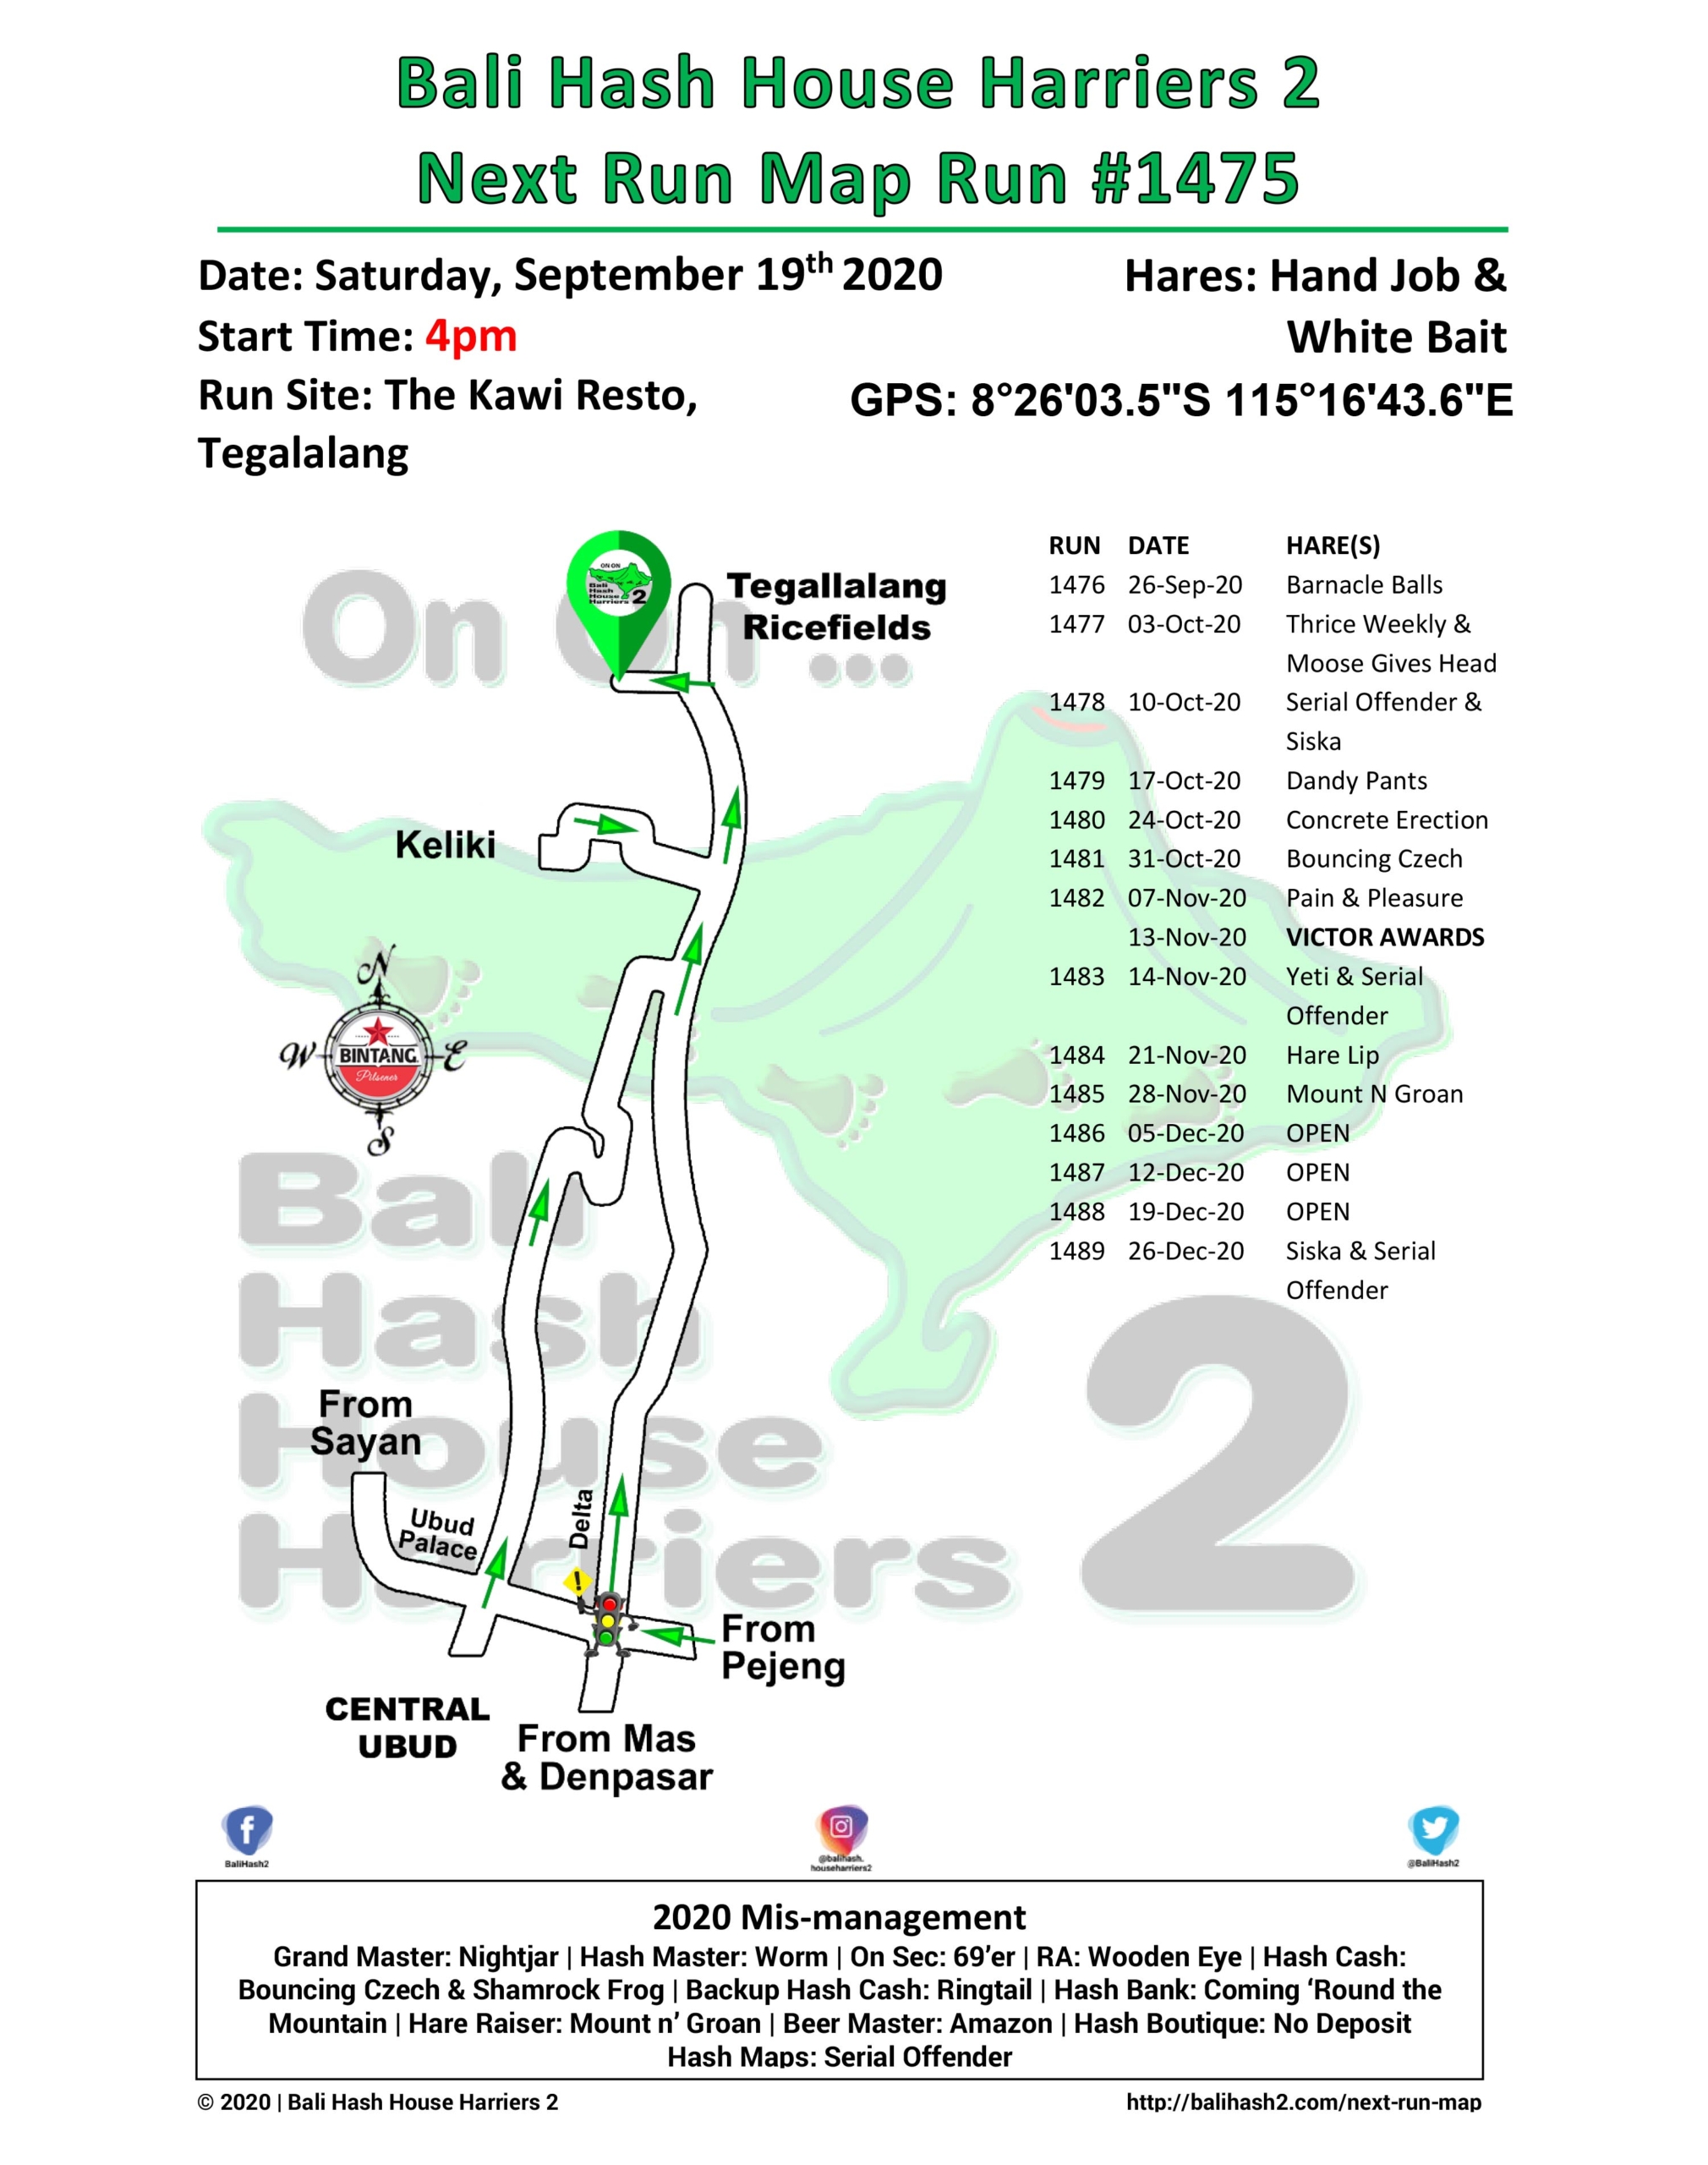 Bali Hash House Harriers 2
Next Run Map Run #1475
Date: Saturday, September 19th 2020
Start Time: 4pm
Run Site: The Kawi Resto,
Tegalalang
Hares: Hand Job &
White Bait
GPS: 8°26'03.5"S 115°16'43.6"E
On On ...
ON ON
Bali
Hash
House
Harriers 2
Tegallalang
Ricefields
Keliki
N
W
E
S
BINTANG
Pilsener
Bali
Hash
House
Harriers
2
From
Sayan
Ubud
Palace
Delta
!
From
Pejeng
CENTRAL
UBUD
From Mas
& Denpasar
RUN DATE HARE(S)
1476 26-Sep-20 Barnacle Balls
1477 03-Oct-20 Thrice Weekly &
Moose Gives Head
1478 10-Oct-20 Serial Offender &
Siska
1479 17-Oct-20 Dandy Pants
1480 24-Oct-20 Concrete Erection
1481 31-Oct-20 Bouncing Czech
1482 07-Nov-20 Pain & Pleasure
13-Nov-20 VICTOR AWARDS
1483 14-Nov-20 Yeti & Serial
Offender
1484 21-Nov-20 Hare Lip
1485 28-Nov-20 Mount N Groan
1486 05-Dec-20 OPEN
1487 12-Dec-20 OPEN
1488 19-Dec-20 OPEN
1489 26-Dec-20 Siska & Serial
Offender
BaliHash2
@balihash.
househarriers2
@BaliHash2
2020 Mis-management
Grand Master: Nightjar | Hash Master: Worm | On Sec: 69’er | RA: Wooden Eye | Hash Cash:
Bouncing Czech & Shamrock Frog | Backup Hash Cash: Ringtail | Hash Bank: Coming ‘Round the
Mountain | Hare Raiser: Mount n’ Groan | Beer Master: Amazon | Hash Boutique: No Deposit
Hash Maps: Serial Offender
© 2020 | Bali Hash House Harriers 2
http://balihash2.com/next-run-map